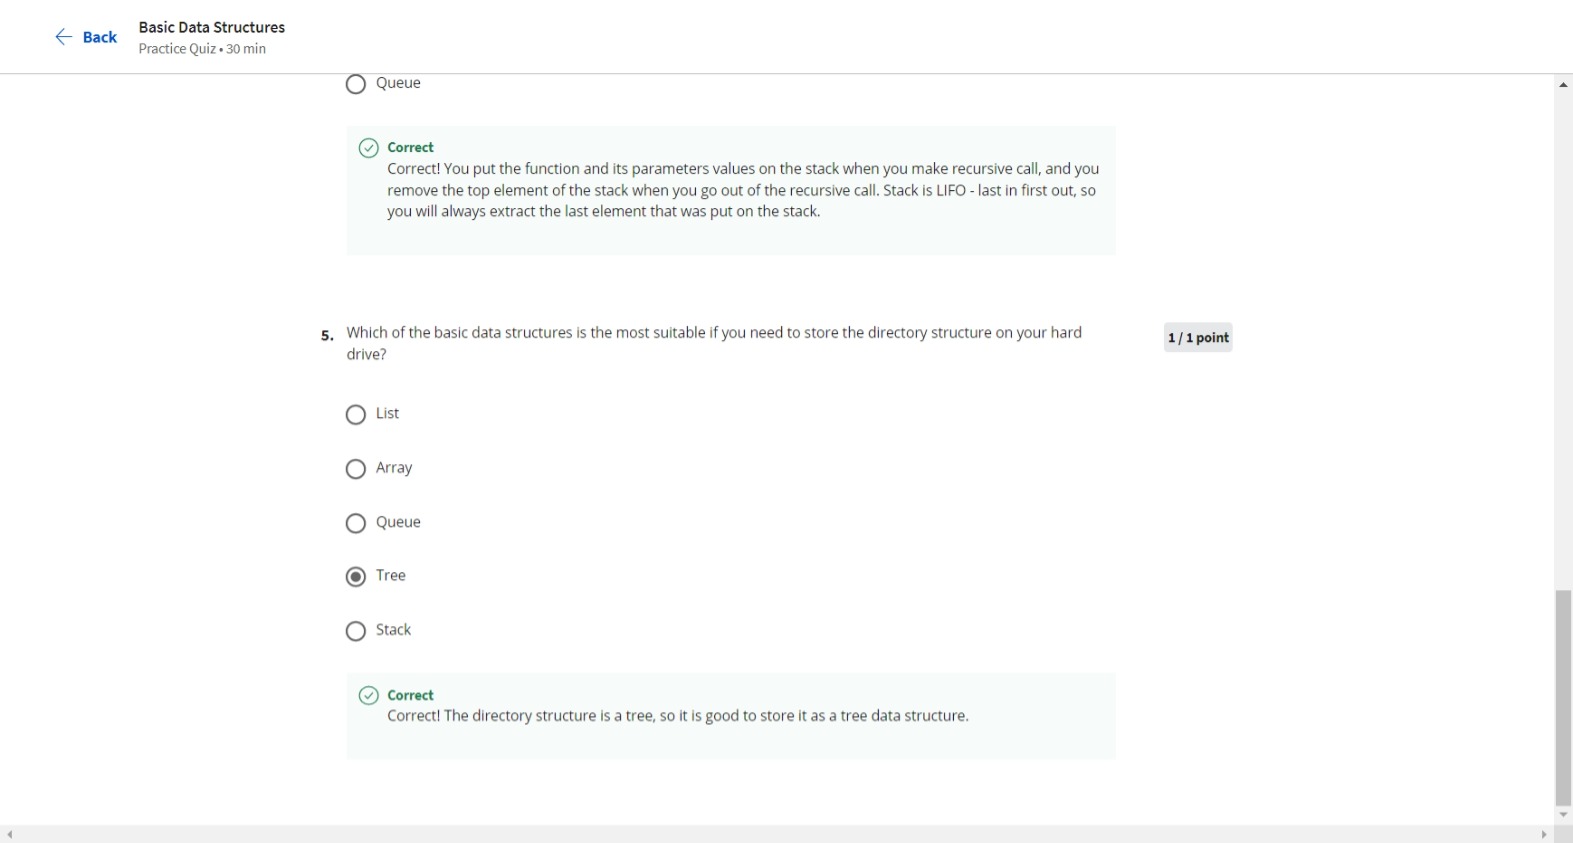 Back
Basic Data Structures
Practice Quiz • 30 min
Queue
Correct
Correct! You put the function and its parameters values on the stack when you make recursive call, and you
remove the top element of the stack when you go out of the recursive call. Stack is LIFO - last in first out, so
you will always extract the last element that was put on the stack.
5. Which of the basic data structures is the most suitable if you need to store the directory structure on your hard
drive?
1 / 1 point
List
Array
Queue
Tree
Stack
Correct
Correct! The directory structure is a tree, so it is good to store it as a tree data structure.